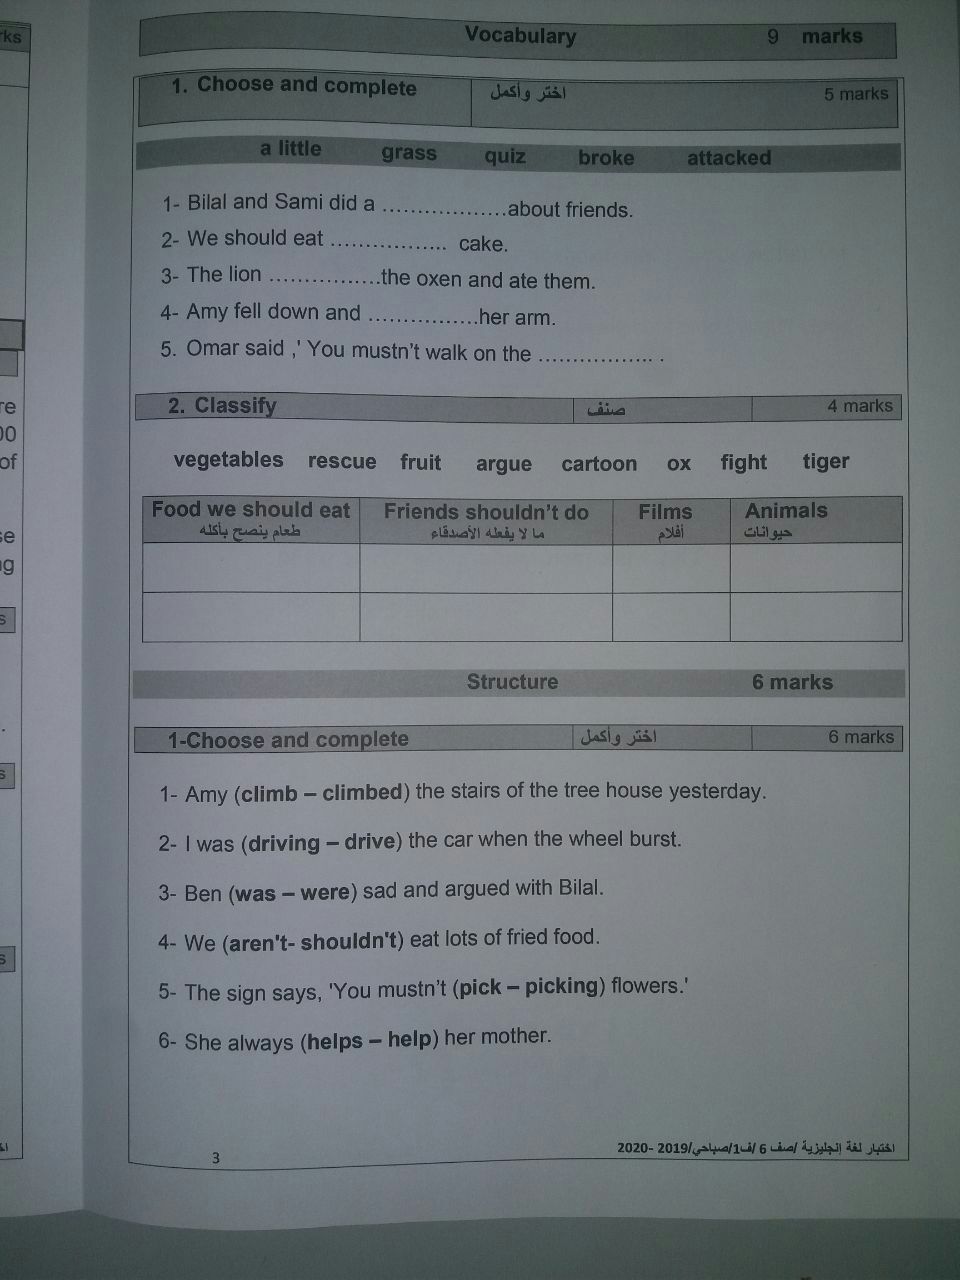 Vocabulary 9 marks
1. Choose and complete اختر وأكمل 5 marks
a little grass quiz broke attacked
1- Bilal and Sami did a ..................about friends.
2- We should eat ................. cake.
3- The lion ................the oxen and ate them.
4- Amy fell down and ................her arm.
5. Omar said ,' You mustn't walk on the .................. .
2. Classify صنف 4 marks
vegetables rescue fruit argue cartoon ox fight tiger
Food we should eat Friends shouldn't do Films Animals
طعام ينصح بأكله ما لا يفعله الأصدقاء أفلام حيوانات
Structure 6 marks
1-Choose and complete اختر وأكمل 6 marks
1- Amy (climb – climbed) the stairs of the tree house yesterday.
2- I was (driving – drive) the car when the wheel burst.
3- Ben (was – were) sad and argued with Bilal.
4- We (aren't- shouldn't) eat lots of fried food.
5- The sign says, 'You mustn't (pick – picking) flowers.'
6- She always (helps – help) her mother.
3 اختبار لغة إنجليزية /صف 6 /ف1/صباحي/2019 -2020